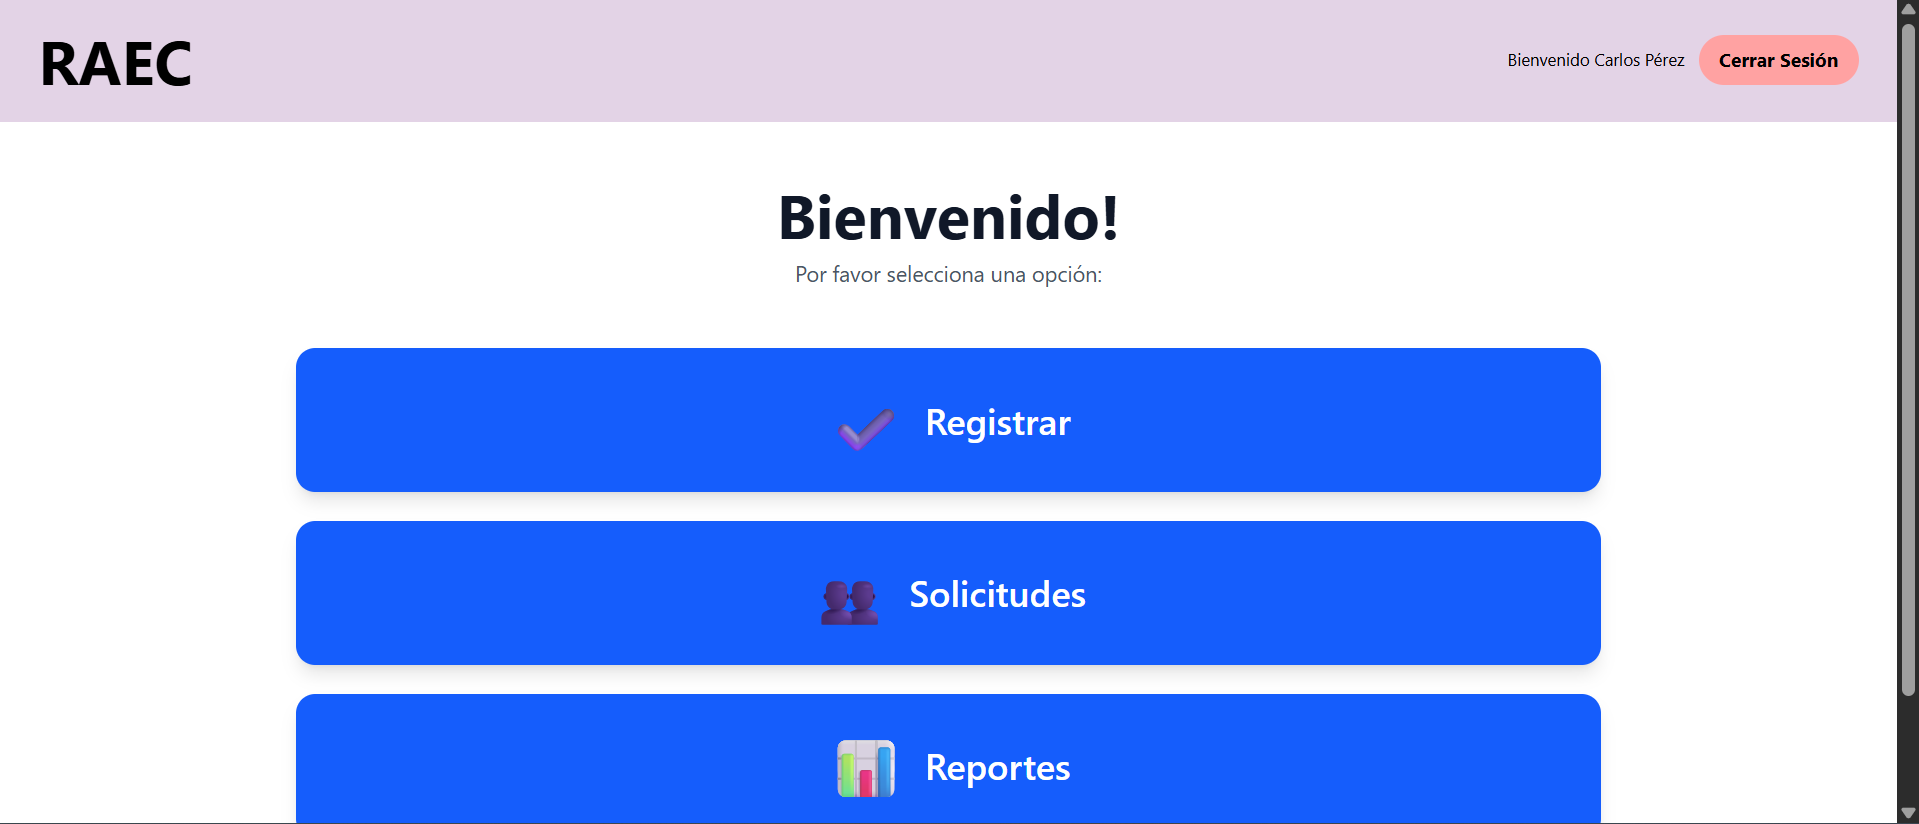 RAEC
Bienvenido Carlos Pérez
Cerrar Sesión
Bienvenido!
Por favor selecciona una opción:
Registrar
Solicitudes
Reportes